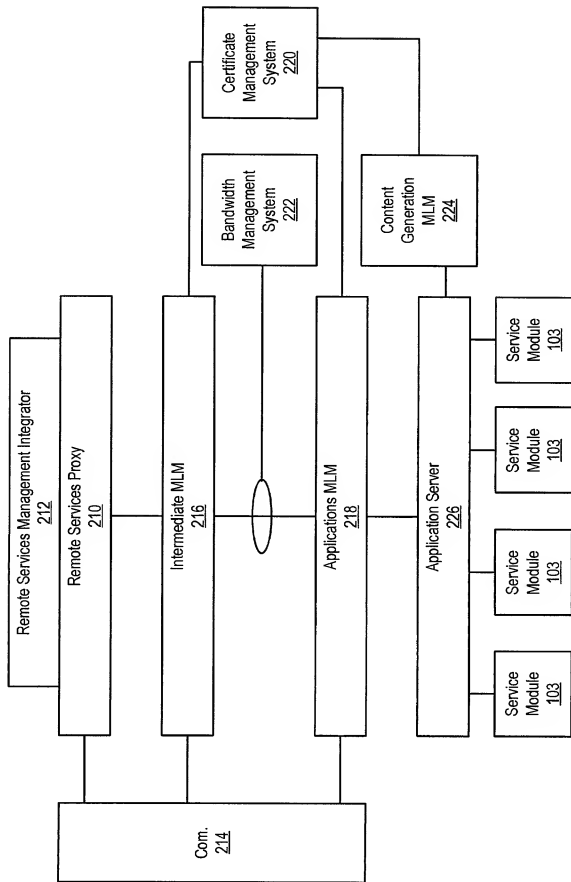 Remote Services Management Integrator
212
Remote Services Proxy
210
Com.
214
Intermediate MLM
216
Certificate
Management
System
220
Bandwidth
Management
System
222
Applications MLM
218
Content
Generation
MLM
224
Application Server
226
Service
Module
103
Service
Module
103
Service
Module
103
Service
Module
103